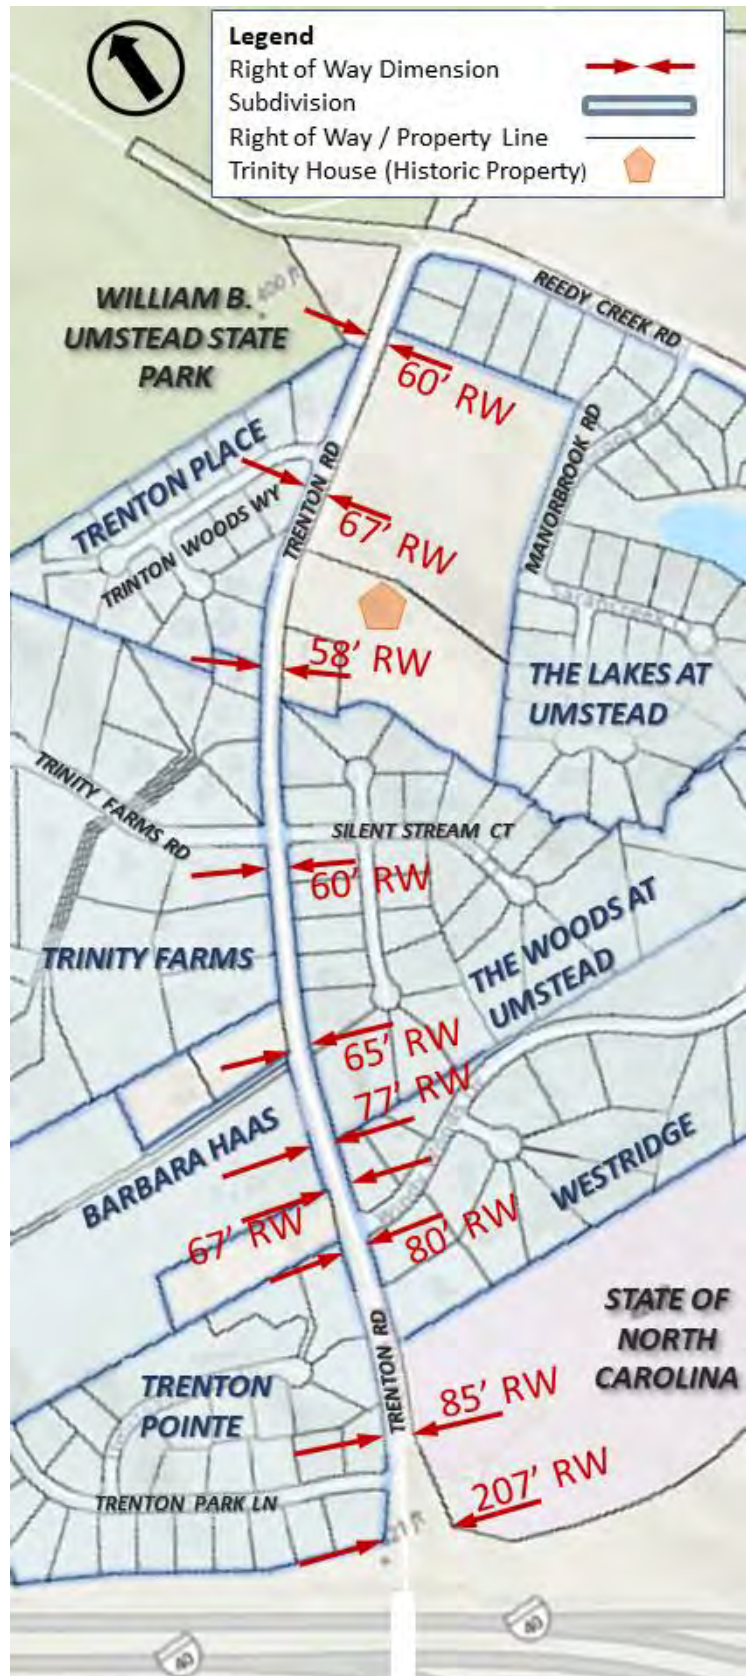 Legend
Right of Way Dimension
Subdivision
Right of Way / Property Line
Trinity House (Historic Property)
400 ft
WILLIAM B.
UMSTEAD STATE
PARK
REEDY CREEK RD
60' RW
MANORBROOK RD
TRENTON PLACE
TRINTON WOODS WY
TRENTON RD
67' RW
58' RW
THE LAKES AT
UMSTEAD
TRINITY FARMS RD
SILENT STREAM CT
60' RW
TRINITY FARMS
THE WOODS AT
UMSTEAD
65' RW
77' RW
BARBARA HAAS
WESTRIDGE
67' RW
80' RW
STATE OF
NORTH
CAROLINA
TRENTON RD
TRENTON
POINTE
85' RW
207' RW
TRENTON PARK LN
40
40